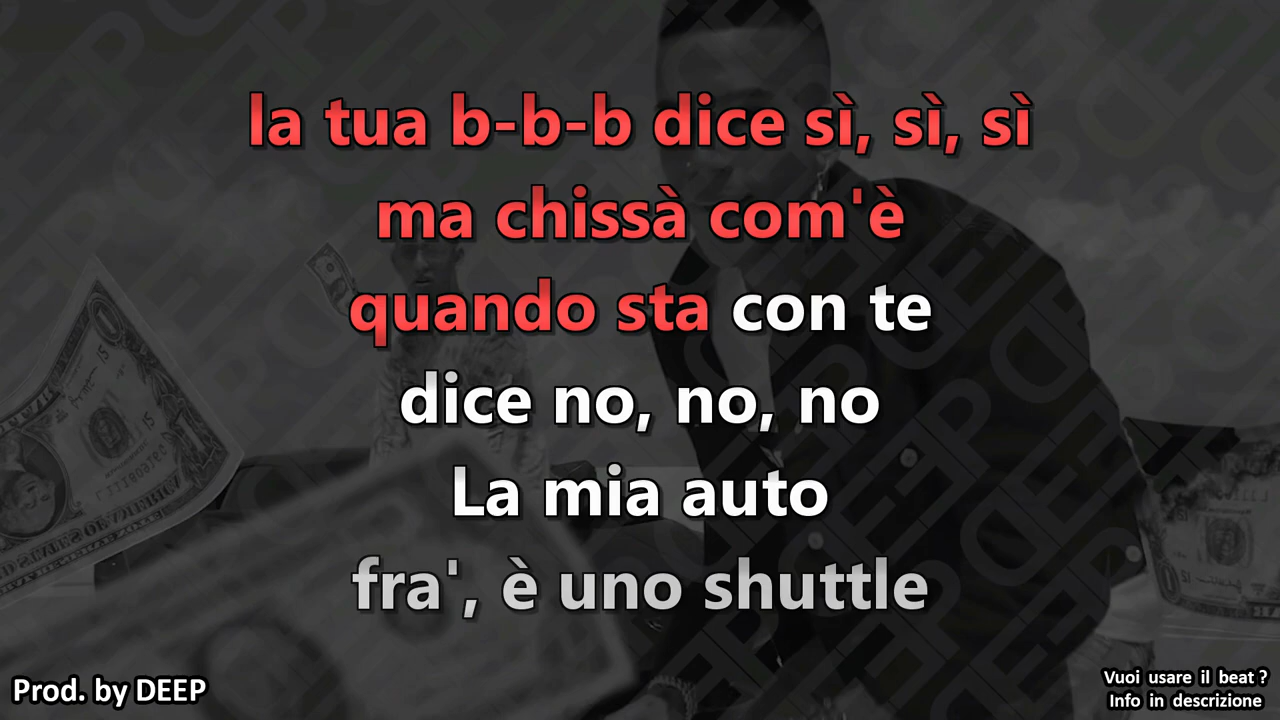 la tua b-b-b dice sì, sì, sì
ma chissà com'è
quando sta con te
dice no, no, no
La mia auto
fra', è uno shuttle
Prod. by DEEP
Vuoi usare il beat ?
Info in descrizione